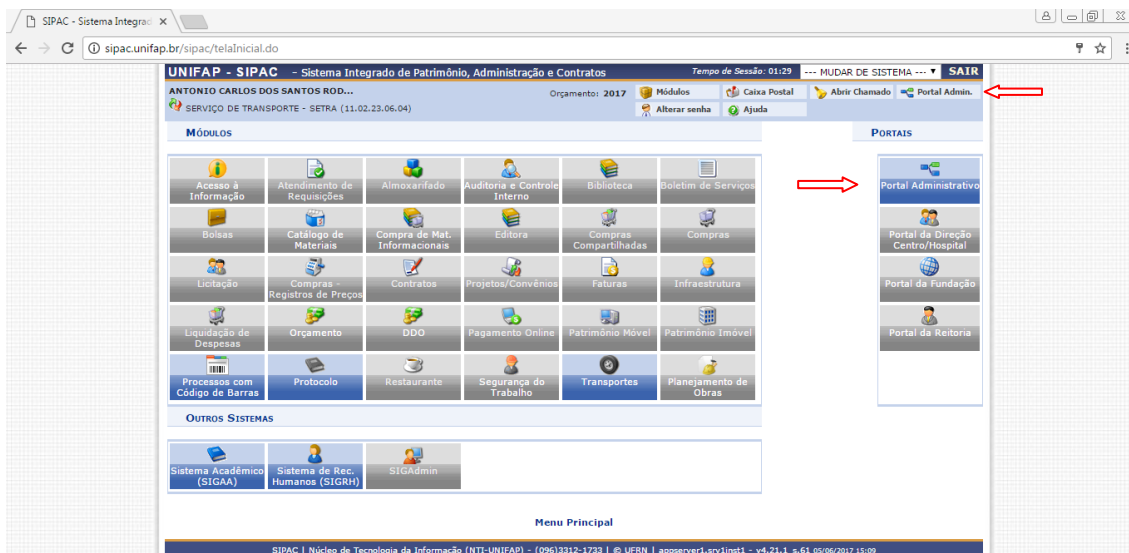 SIPAC - Sistema Integrad
sipac.unifap.br/sipac/telaInicial.do
UNIFAP - SIPAC - Sistema Integrado de Patrimônio, Administração e Contratos Tempo de Sessão: 01:29 --- MUDAR DE SISTEMA --- SAIR
ANTONIO CARLOS DOS SANTOS ROD... Orçamento: 2017 Módulos Caixa Postal Abrir Chamado Portal Admin.
SERVIÇO DE TRANSPORTE - SETRA (11.02.23.06.04) Alterar senha Ajuda
MÓDULOS PORTAIS
Acesso à Informação
Atendimento de Requisições
Almoxarifado
Auditoria e Controle Interno
Biblioteca
Boletim de Serviços
Portal Administrativo
Bolsas
Catálogo de Materiais
Compra de Mat. Informacionais
Editora
Compras Compartilhadas
Compras
Portal da Direção Centro/Hospital
Licitação
Compras - Registros de Preços
Contratos
Projetos/Convênios
Faturas
Infraestrutura
Portal da Fundação
Liquidação de Despesas
Orçamento
DDO
Pagamento Online
Patrimônio Móvel
Patrimônio Imóvel
Portal da Reitoria
Processos com Código de Barras
Protocolo
Restaurante
Segurança do Trabalho
Transportes
Planejamento de Obras
OUTROS SISTEMAS
Sistema Acadêmico (SIGAA)
Sistema de Rec. Humanos (SIGRH)
SIGAdmin
Menu Principal
SIPAC | Núcleo de Tecnologia da Informação (NTI-UNIFAP) - (096)3312-1733 | © UFRN | appserver1.srv1inst1 - v4.21.1_s.61 05/06/2017 15:09